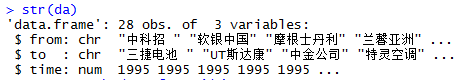 > str(da)
'data.frame': 28 obs. of 3 variables:
$ from: chr "中科招 " "软银中国" "摩根士丹利" "兰馨亚洲" ...
$ to : chr "三捷电池 " "UT斯达康" "中金公司" "特灵空调" ...
$ time: num 1995 1995 1995 1995 1995 ...